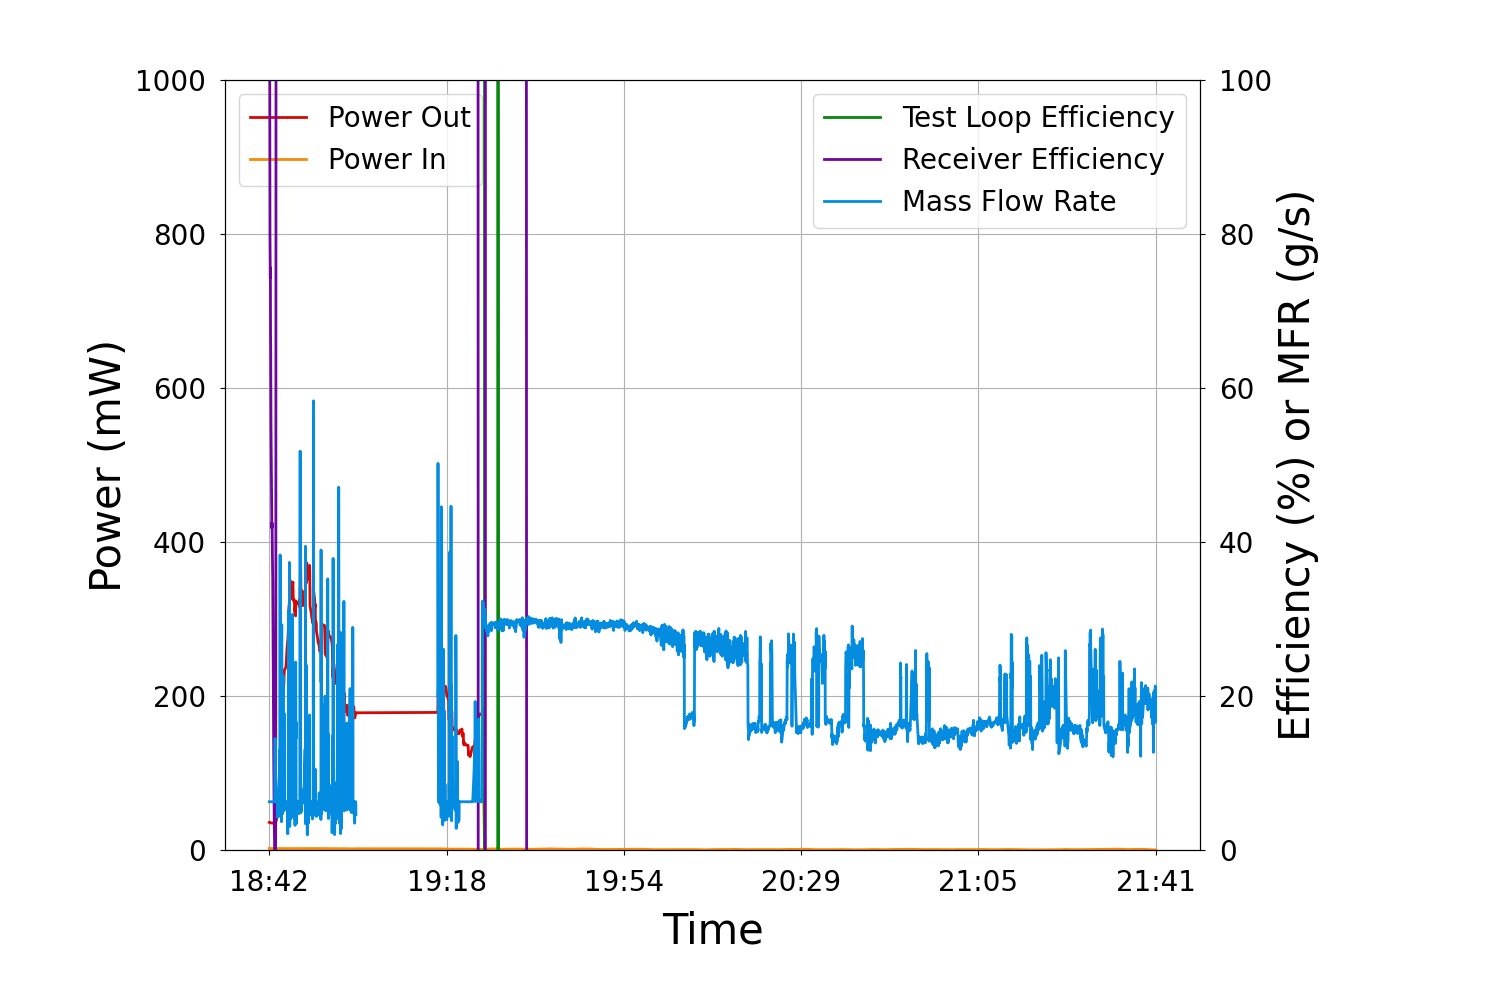 1000
800
600
400
200
0
Power (mW)
Power Out
Power In
Test Loop Efficiency
Receiver Efficiency
Mass Flow Rate
100
80
60
40
20
0
Efficiency (%) or MFR (g/s)
18:42 19:18 19:54 20:29 21:05 21:41
Time